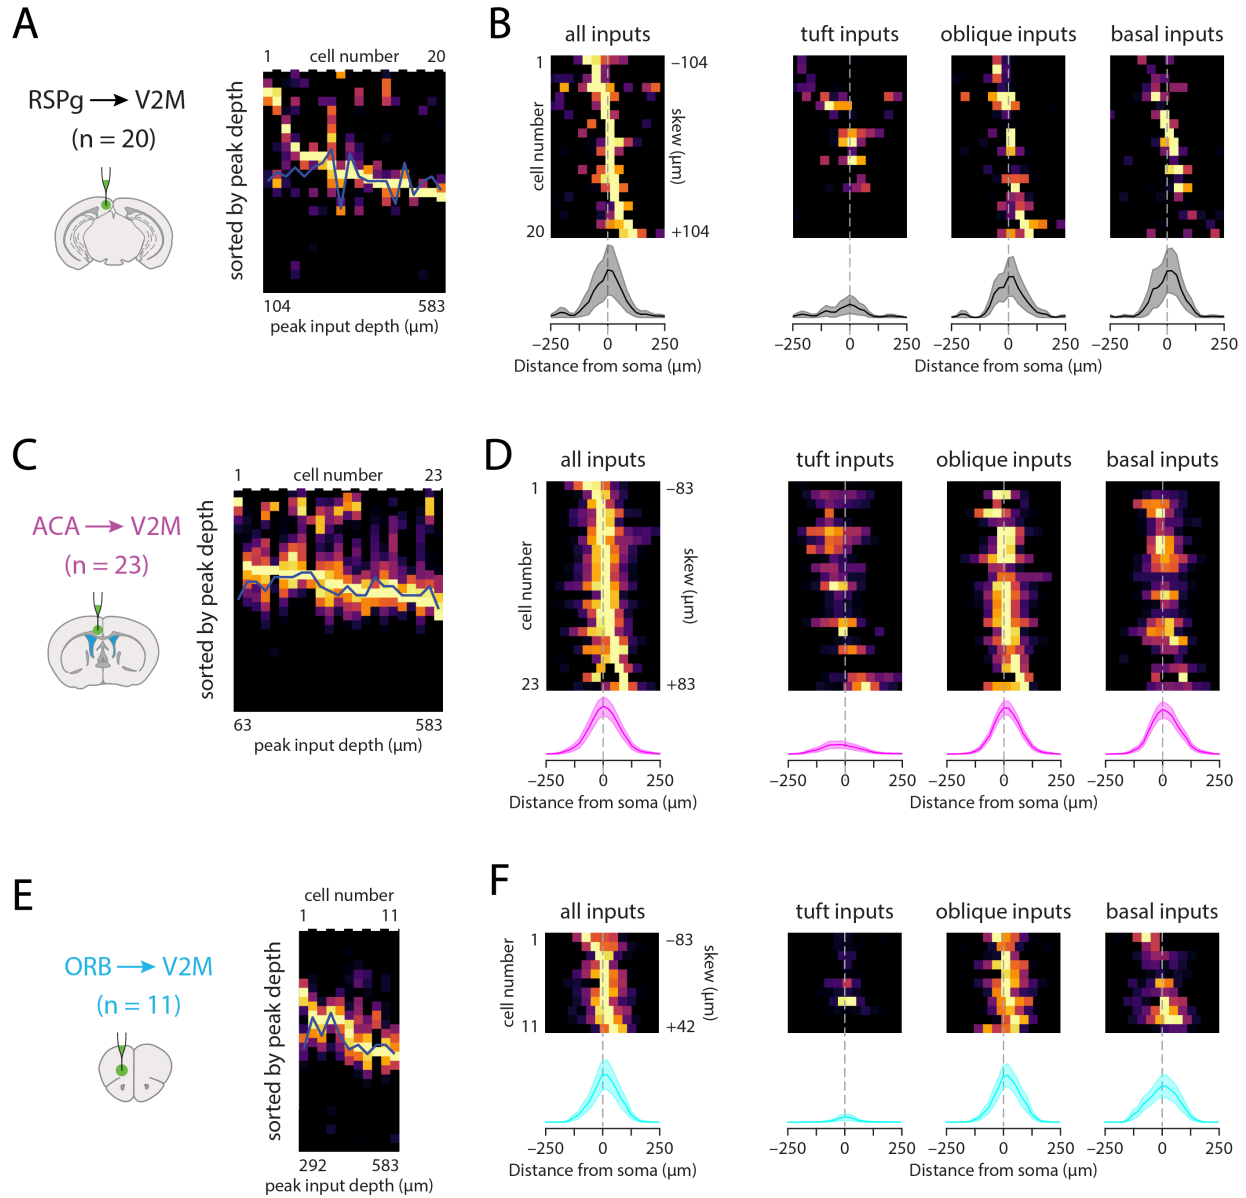 A
RSPg → V2M
(n = 20)
1 cell number 20
sorted by peak depth
104 583
peak input depth (µm)
B
all inputs
tuft inputs
oblique inputs
basal inputs
1
cell number
20
−104
skew (µm)
+104
−250 0 250
Distance from soma (µm)
−250 0 250
−250 0 250
−250 0 250
Distance from soma (µm)
C
ACA → V2M
(n = 23)
1 cell number 23
sorted by peak depth
63 583
peak input depth (µm)
D
all inputs
tuft inputs
oblique inputs
basal inputs
1
cell number
23
−83
skew (µm)
+83
−250 0 250
Distance from soma (µm)
−250 0 250
−250 0 250
−250 0 250
Distance from soma (µm)
E
ORB → V2M
(n = 11)
cell number
1 11
sorted by peak depth
292 583
peak input depth (µm)
F
all inputs
tuft inputs
oblique inputs
basal inputs
1
cell number
11
−83
skew (µm)
+42
−250 0 250
Distance from soma (µm)
−250 0 250
−250 0 250
−250 0 250
Distance from soma (µm)